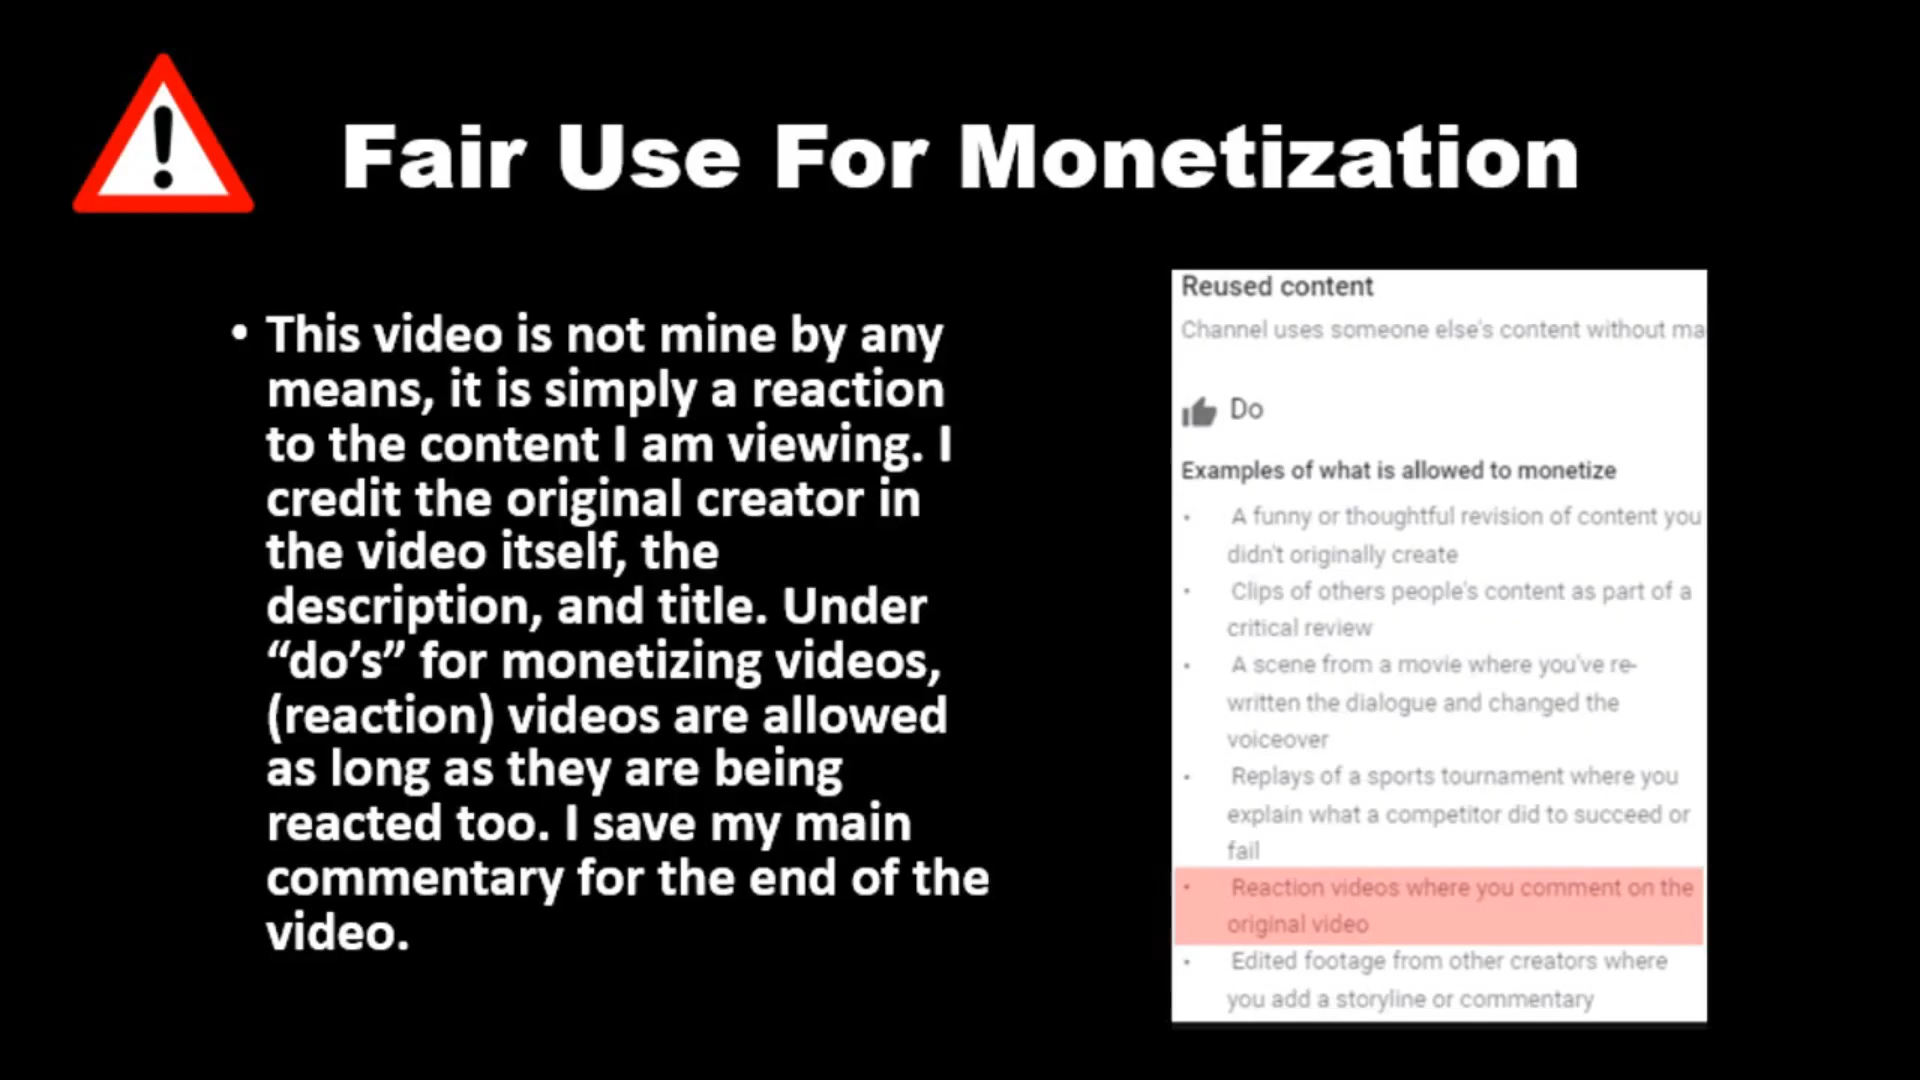 Fair Use For Monetization
• This video is not mine by any
means, it is simply a reaction
to the content I am viewing. I
credit the original creator in
the video itself, the
description, and title. Under
“do’s” for monetizing videos,
(reaction) videos are allowed
as long as they are being
reacted too. I save my main
commentary for the end of the
video.
Reused content
Channel uses someone else's content without ma
Do
Examples of what is allowed to monetize
• A funny or thoughtful revision of content you
didn't originally create
• Clips of others people's content as part of a
critical review
• A scene from a movie where you've re-
written the dialogue and changed the
voiceover
• Replays of a sports tournament where you
explain what a competitor did to succeed or
fail
• Reaction videos where you comment on the
original video
• Edited footage from other creators where
you add a storyline or commentary